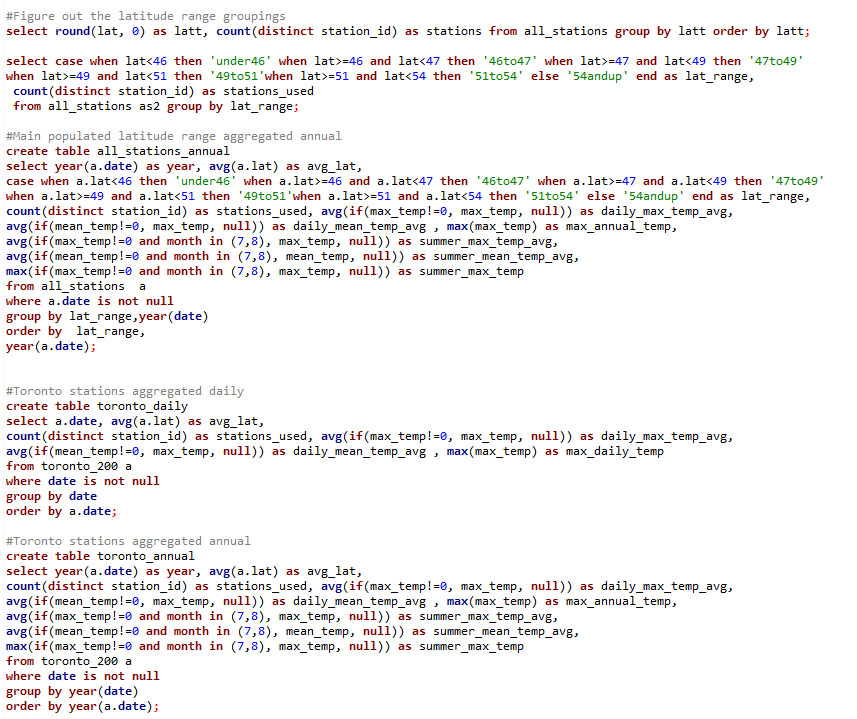 #Figure out the latitude range groupings
select round(lat, 0) as latt, count(distinct station_id) as stations from all_stations group by latt order by latt;
select case when lat<46 then 'under46' when lat>=46 and lat<47 then '46to47' when lat>=47 and lat<49 then '47to49'
when lat>=49 and lat<51 then '49to51'when lat>=51 and lat<54 then '51to54' else '54andup' end as lat_range,
count(distinct station_id) as stations_used
from all_stations as2 group by lat_range;
#Main populated latitude range aggregated annual
create table all_stations_annual
select year(a.date) as year, avg(a.lat) as avg_lat,
case when a.lat<46 then 'under46' when a.lat>=46 and a.lat<47 then '46to47' when a.lat>=47 and a.lat<49 then '47to49'
when a.lat>=49 and a.lat<51 then '49to51'when a.lat>=51 and a.lat<54 then '51to54' else '54andup' end as lat_range,
count(distinct station_id) as stations_used, avg(if(max_temp!=0, max_temp, null)) as daily_max_temp_avg,
avg(if(mean_temp!=0, max_temp, null)) as daily_mean_temp_avg , max(max_temp) as max_annual_temp,
avg(if(max_temp!=0 and month in (7,8), max_temp, null)) as summer_max_temp_avg,
avg(if(mean_temp!=0 and month in (7,8), mean_temp, null)) as summer_mean_temp_avg,
max(if(max_temp!=0 and month in (7,8), max_temp, null)) as summer_max_temp
from all_stations  a
where a.date is not null
group by lat_range,year(date)
order by  lat_range,
year(a.date);
#Toronto stations aggregated daily
create table toronto_daily
select a.date, avg(a.lat) as avg_lat,
count(distinct station_id) as stations_used, avg(if(max_temp!=0, max_temp, null)) as daily_max_temp_avg,
avg(if(mean_temp!=0, max_temp, null)) as daily_mean_temp_avg , max(max_temp) as max_daily_temp
from toronto_200 a
where date is not null
group by date
order by a.date;
#Toronto stations aggregated annual
create table toronto_annual
select year(a.date) as year, avg(a.lat) as avg_lat,
count(distinct station_id) as stations_used, avg(if(max_temp!=0, max_temp, null)) as daily_max_temp_avg,
avg(if(mean_temp!=0, max_temp, null)) as daily_mean_temp_avg , max(max_temp) as max_annual_temp,
avg(if(max_temp!=0 and month in (7,8), max_temp, null)) as summer_max_temp_avg,
avg(if(mean_temp!=0 and month in (7,8), mean_temp, null)) as summer_mean_temp_avg,
max(if(max_temp!=0 and month in (7,8), max_temp, null)) as summer_max_temp
from toronto_200 a
where date is not null
group by year(date)
order by year(a.date);